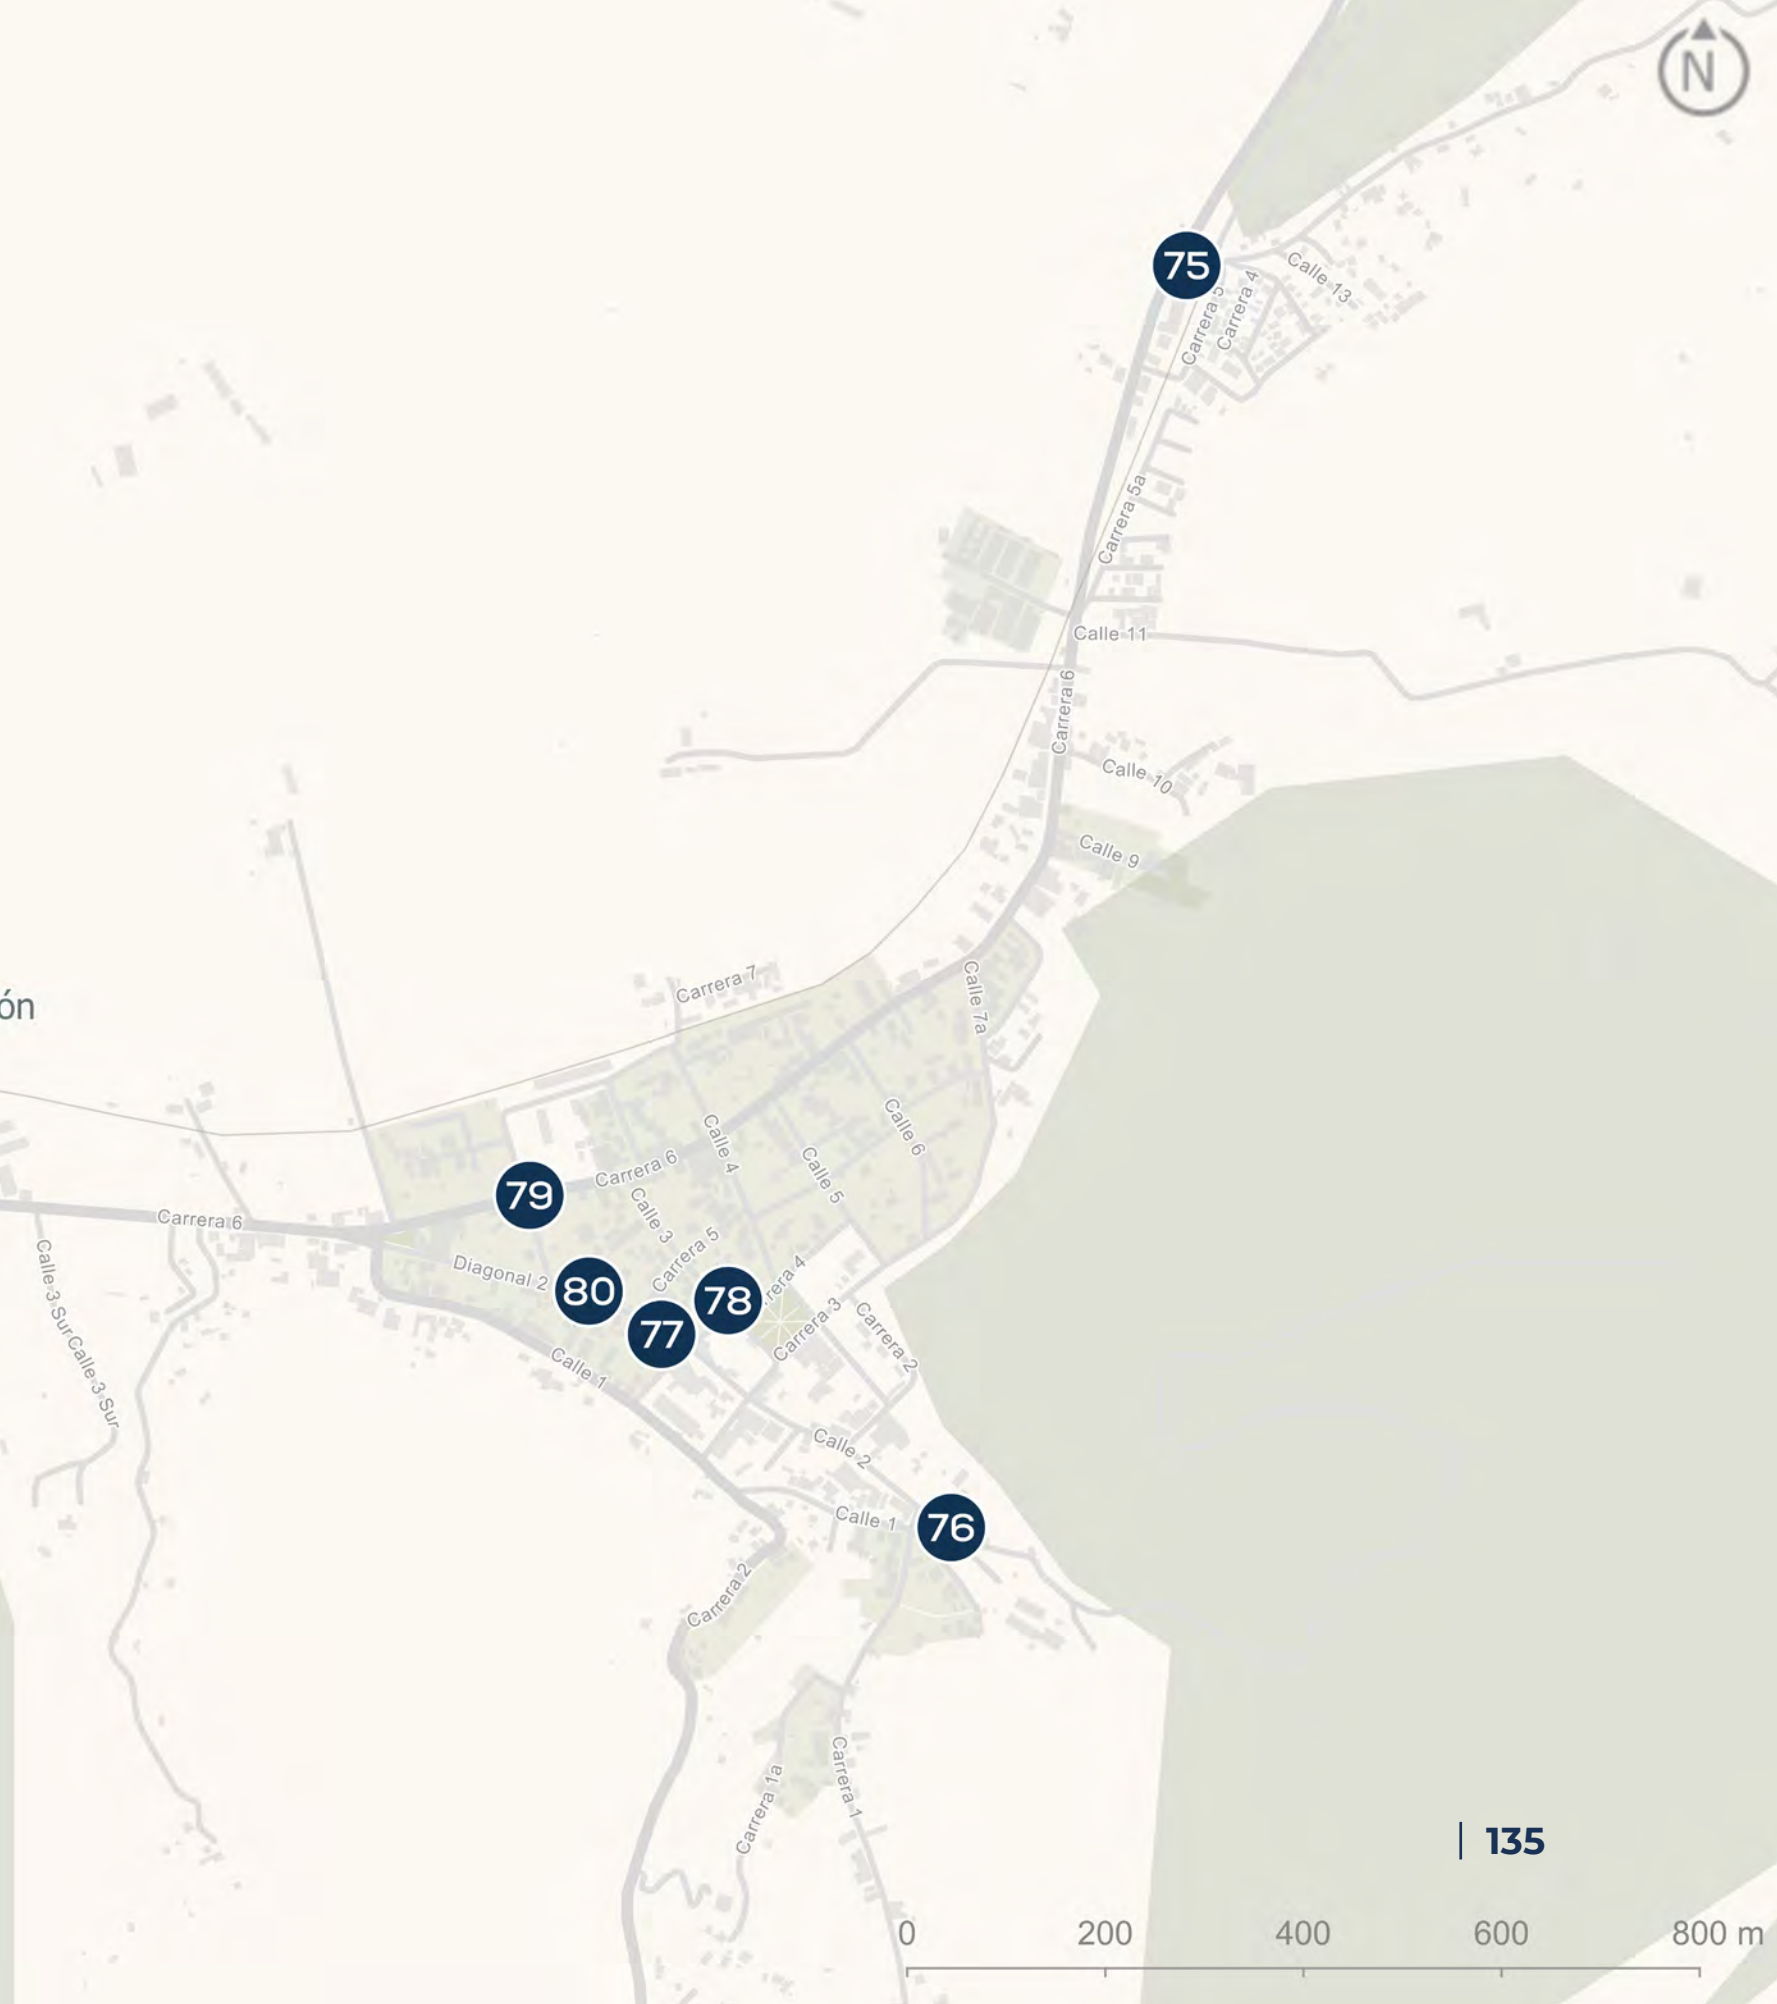 N
75
Calle 13
Carrera 4
Carrera 5
Carrera 5a
Calle 11
Carrera 6
Calle 10
Calle 9
Calle 7a
Carrera 7
ón
Calle 6
Calle 4
Calle 5
Carrera 6
79
Calle 3
Carrera 6
Carrera 5
Calle 3 Sur
Diagonal 2
80
78
rera 4
77
Carrera 3
Carrera 2
Calle 3 Sur
Calle 1
Calle 2
Calle 1
76
Carrera 2
Carrera 1a
Carrera 1
| 135
0 200 400 600 800 m